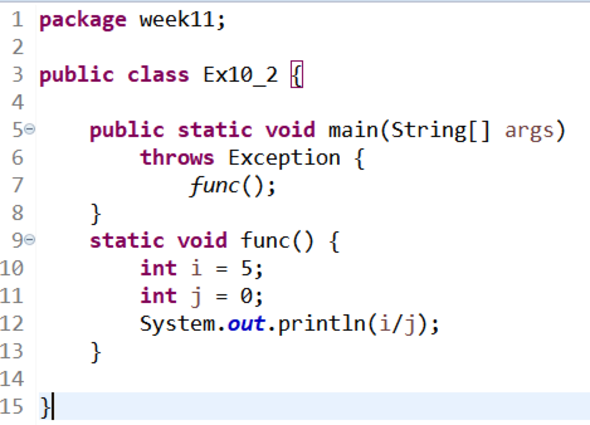 1 package week11;
2
3 public class Ex10_2 {
4
5 public static void main(String[] args)
6 throws Exception {
7 func();
8 }
9 static void func() {
10 int i = 5;
11 int j = 0;
12 System.out.println(i/j);
13 }
14
15 }